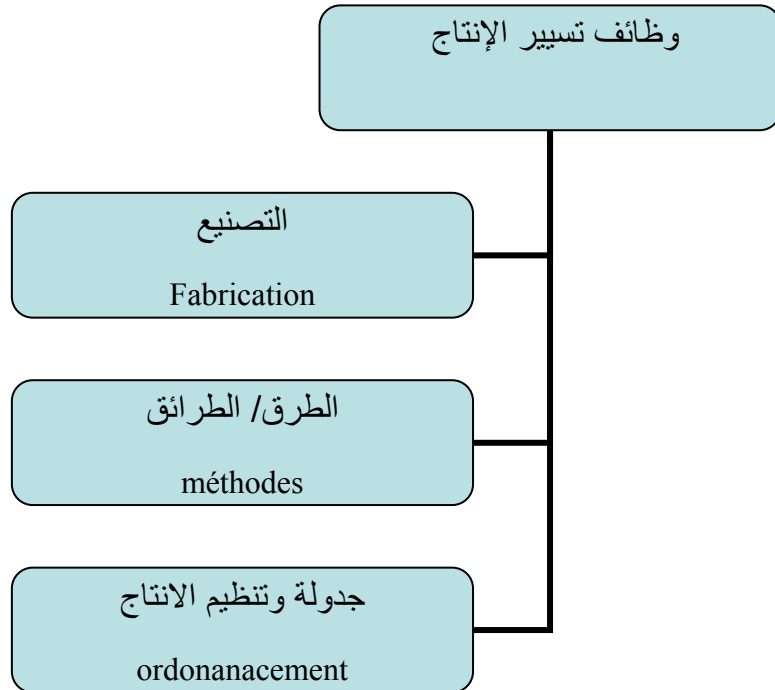 وظائف تسيير الإنتاج
التصنيع
Fabrication
الطرق/ الطرائق
méthodes
جدولة وتنظيم الانتاج
ordonanacement